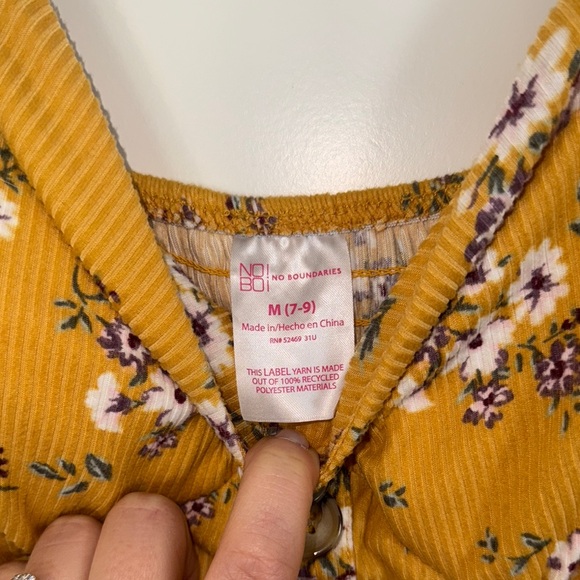 NO!
BO!
NO BOUNDARIES
M (7-9)
Made in/Hecho en China
RN# 52469 31U
THIS LABEL YARN IS MADE
OUT OF 100% RECYCLED
POLYESTER MATERIALS